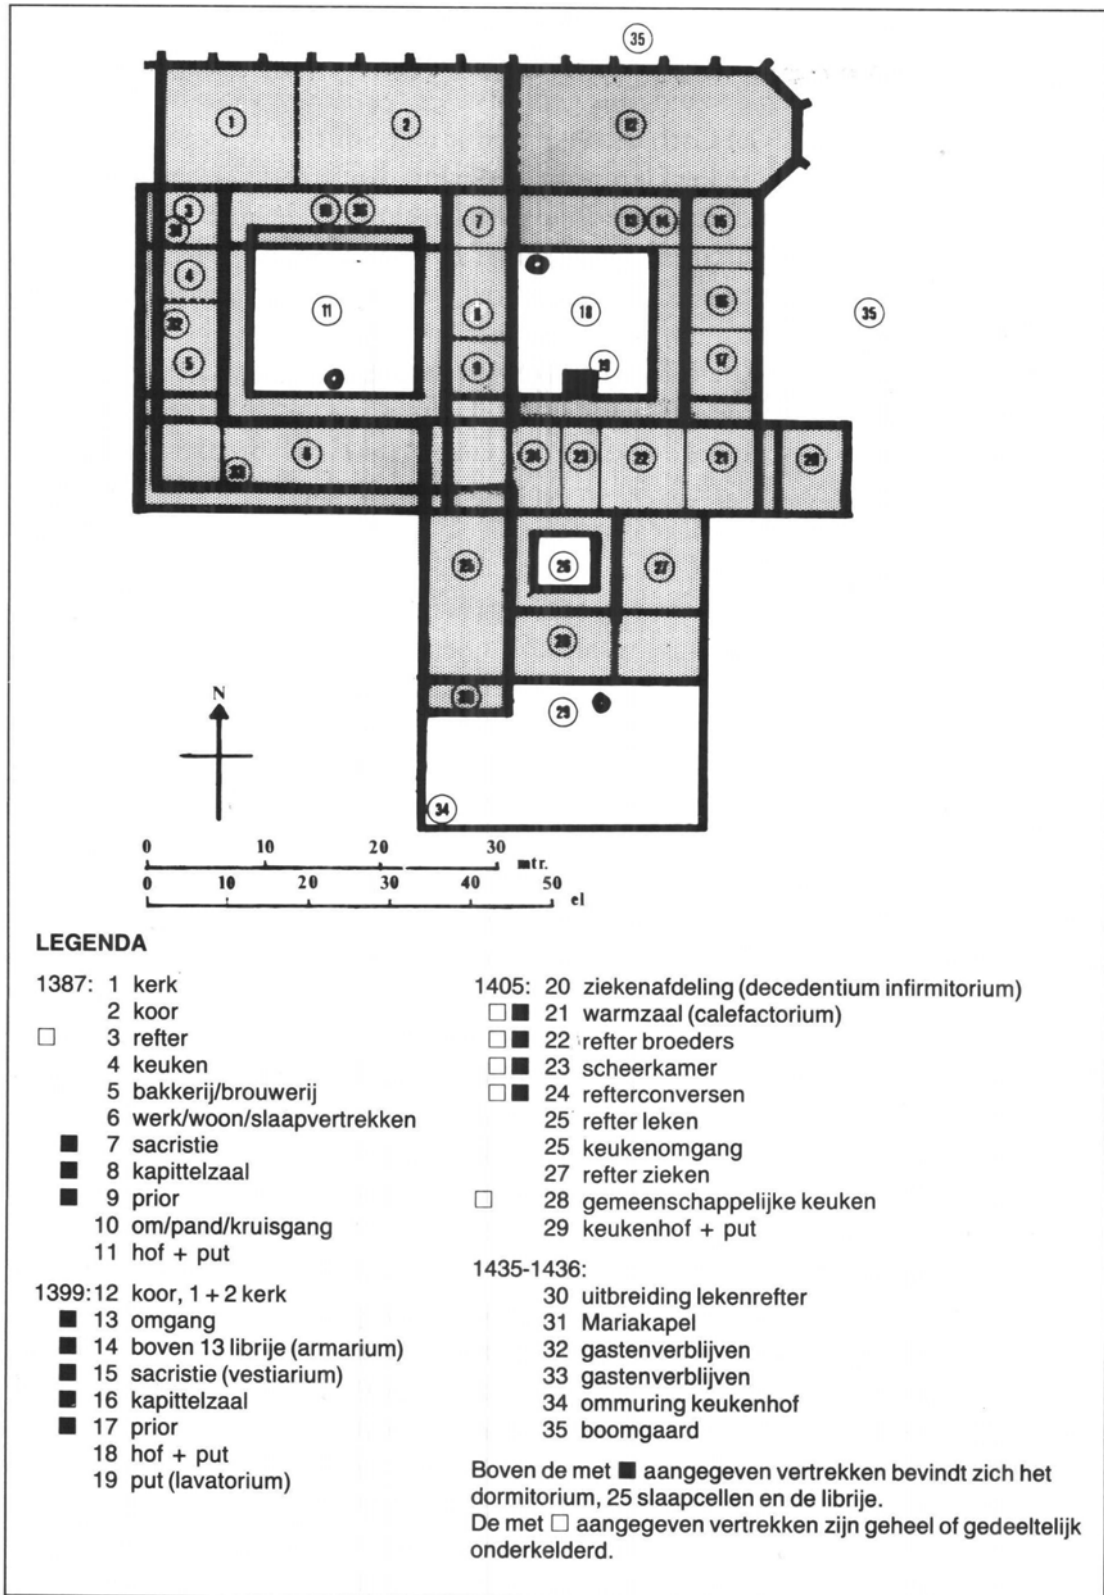 35
1
2
12
3
10
36
7
13
14
15
4
11
8
18
16
35
32
5
9
19
17
6
33
24
23
22
21
20
25
26
27
28
30
29
34
N
0 10 20 30 mtr.
0 10 20 30 40 50 el
LEGENDA
1387: 1 kerk
2 koor
□ 3 refter
4 keuken
5 bakkerij/brouwerij
6 werk/woon/slaapvertrekken
■ 7 sacristie
■ 8 kapittelzaal
■ 9 prior
10 om/pand/kruisgang
11 hof + put
1399: 12 koor, 1 + 2 kerk
■ 13 omgang
■ 14 boven 13 librije (armarium)
■ 15 sacristie (vestiarium)
■ 16 kapittelzaal
■ 17 prior
18 hof + put
19 put (lavatorium)
1405: 20 ziekenafdeling (decedentium infirmitorium)
□ ■ 21 warmzaal (calefactorium)
□ ■ 22 refter broeders
□ ■ 23 scheerkamer
□ ■ 24 refterconversen
25 refter leken
25 keukenomgang
27 refter zieken
□ 28 gemeenschappelijke keuken
29 keukenhof + put
1435-1436:
30 uitbreiding lekenrefter
31 Mariakapel
32 gastenverblijven
33 gastenverblijven
34 ommuring keukenhof
35 boomgaard
Boven de met ■ aangegeven vertrekken bevindt zich het
dormitorium, 25 slaapcellen en de librije.
De met □ aangegeven vertrekken zijn geheel of gedeeltelijk
onderkelderd.